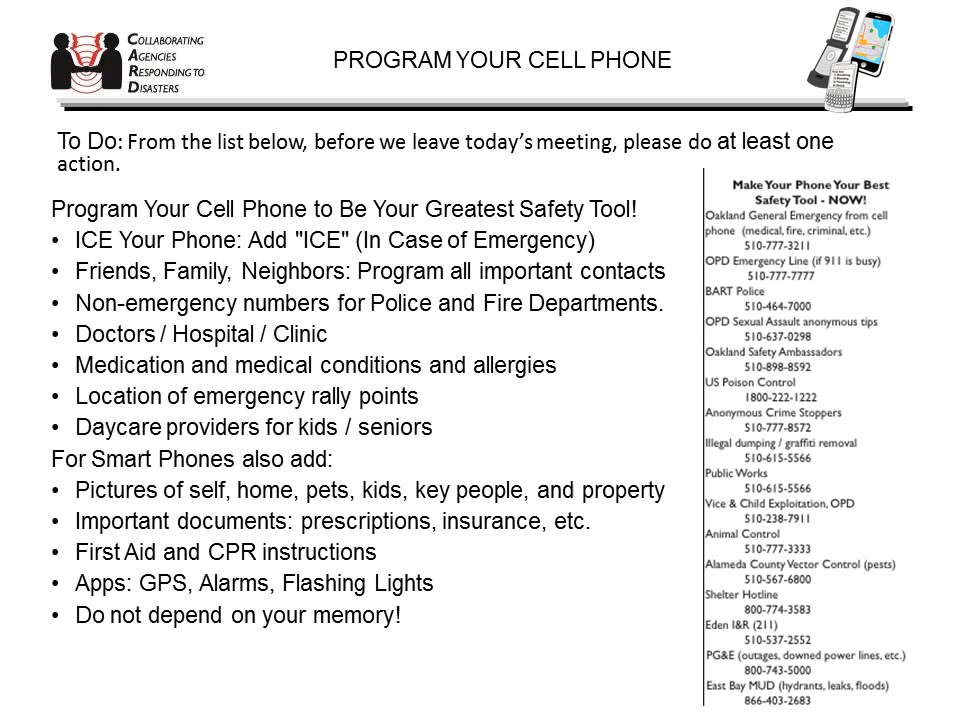 COLLABORATING
AGENCIES
RESPONDING TO
DISASTERS
PROGRAM YOUR CELL PHONE
To Do: From the list below, before we leave today’s meeting, please do at least one
action.
Program Your Cell Phone to Be Your Greatest Safety Tool!
• ICE Your Phone: Add "ICE" (In Case of Emergency)
• Friends, Family, Neighbors: Program all important contacts
• Non-emergency numbers for Police and Fire Departments.
• Doctors / Hospital / Clinic
• Medication and medical conditions and allergies
• Location of emergency rally points
• Daycare providers for kids / seniors
For Smart Phones also add:
• Pictures of self, home, pets, kids, key people, and property
• Important documents: prescriptions, insurance, etc.
• First Aid and CPR instructions
• Apps: GPS, Alarms, Flashing Lights
• Do not depend on your memory!
Make Your Phone Your Best
Safety Tool - NOW!
Oakland General Emergency from cell
phone (medical, fire, criminal, etc.)
510-777-3211
OPD Emergency Line (if 911 is busy)
510-777-7777
BART Police
510-464-7000
OPD Sexual Assault anonymous tips
510-637-0298
Oakland Safety Ambassadors
510-898-8592
US Poison Control
1800-222-1222
Anonymous Crime Stoppers
510-777-8572
Illegal dumping / graffiti removal
510-615-5566
Public Works
510-615-5566
Vice & Child Exploitation, OPD
510-238-7911
Animal Control
510-777-3333
Alameda County Vector Control (pests)
510-567-6800
Shelter Hotline
800-774-3583
Eden I&R (211)
510-537-2552
PG&E (outages, downed power lines, etc.)
800-743-5000
East Bay MUD (hydrants, leaks, floods)
866-403-2683